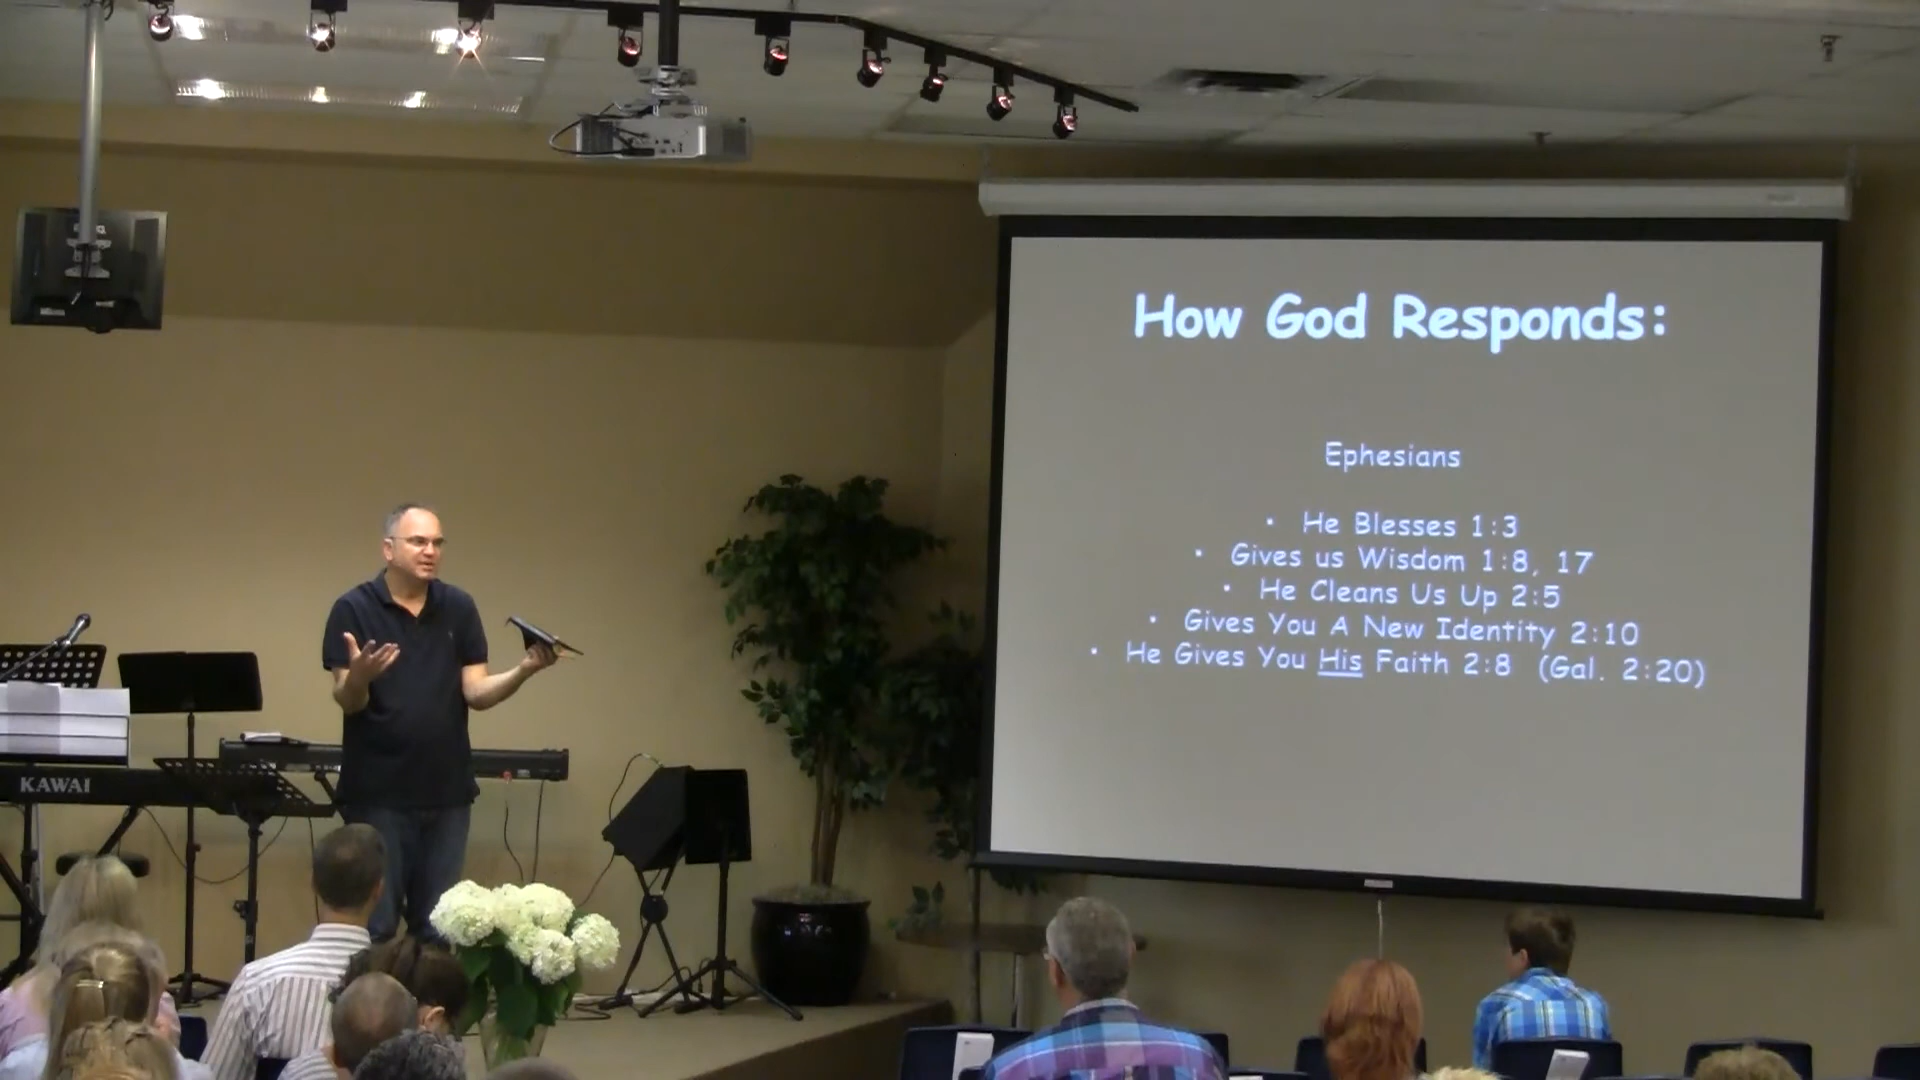 How God Responds:
Ephesians
• He Blesses 1:3
• Gives us Wisdom 1:8, 17
• He Cleans Us Up 2:5
• Gives You A New Identity 2:10
• He Gives You His Faith 2:8 (Gal. 2:20)
KAWAI